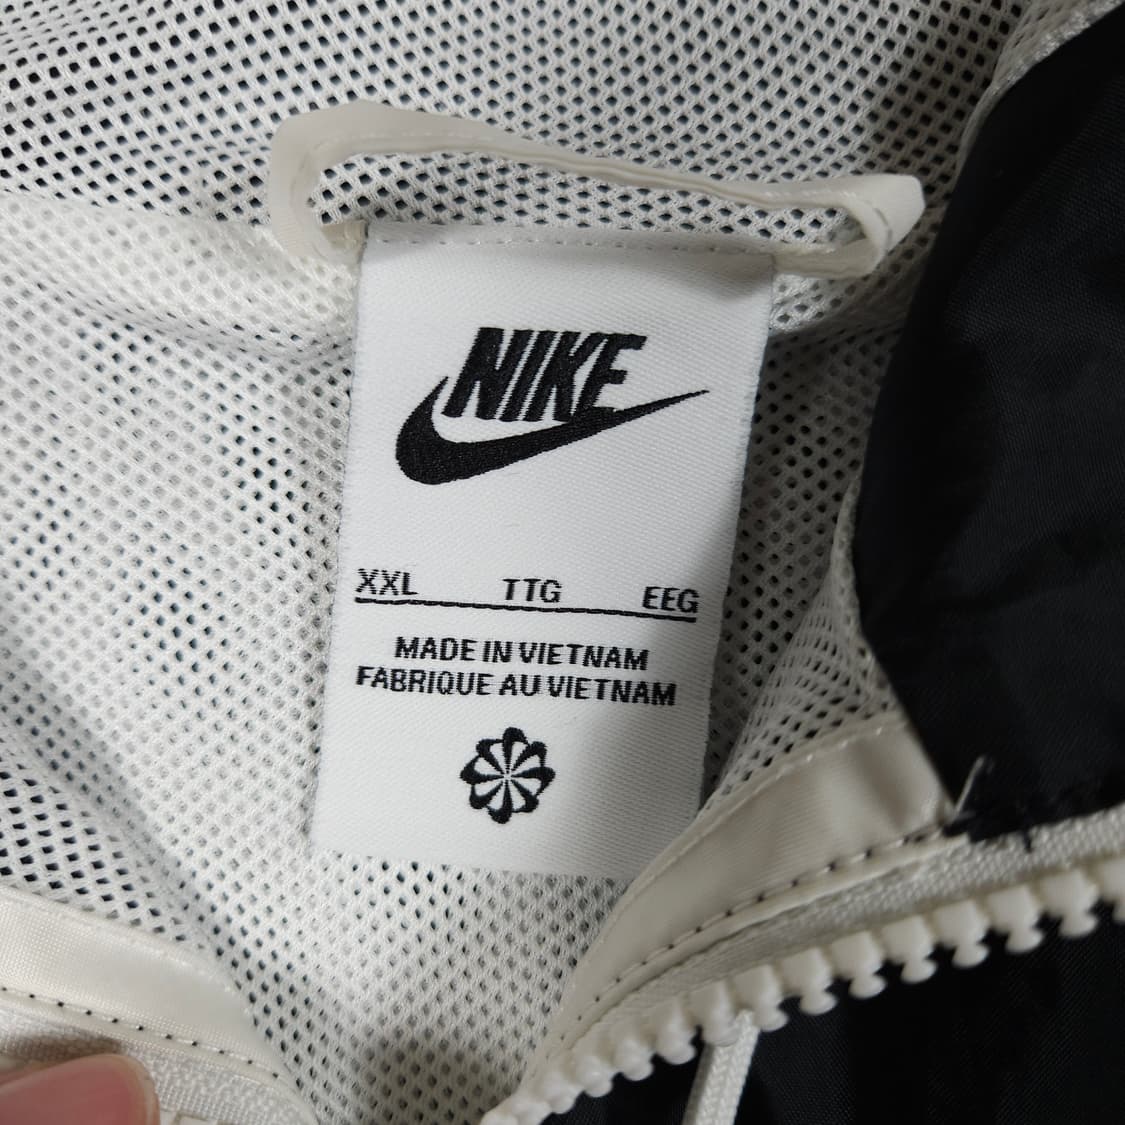 NIKE
XXL TTG EEG
MADE IN VIETNAM
FABRIQUE AU VIETNAM